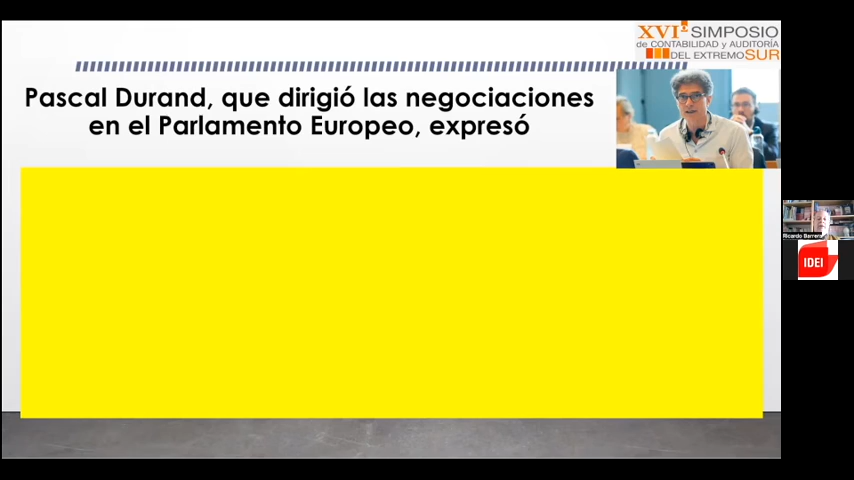 XVI SIMPOSIO
de CONTABILIDAD y AUDITORÍA
DEL EXTREMO SUR
Pascal Durand, que dirigió las negociaciones
en el Parlamento Europeo, expresó
Ricardo Barrera
IDEI